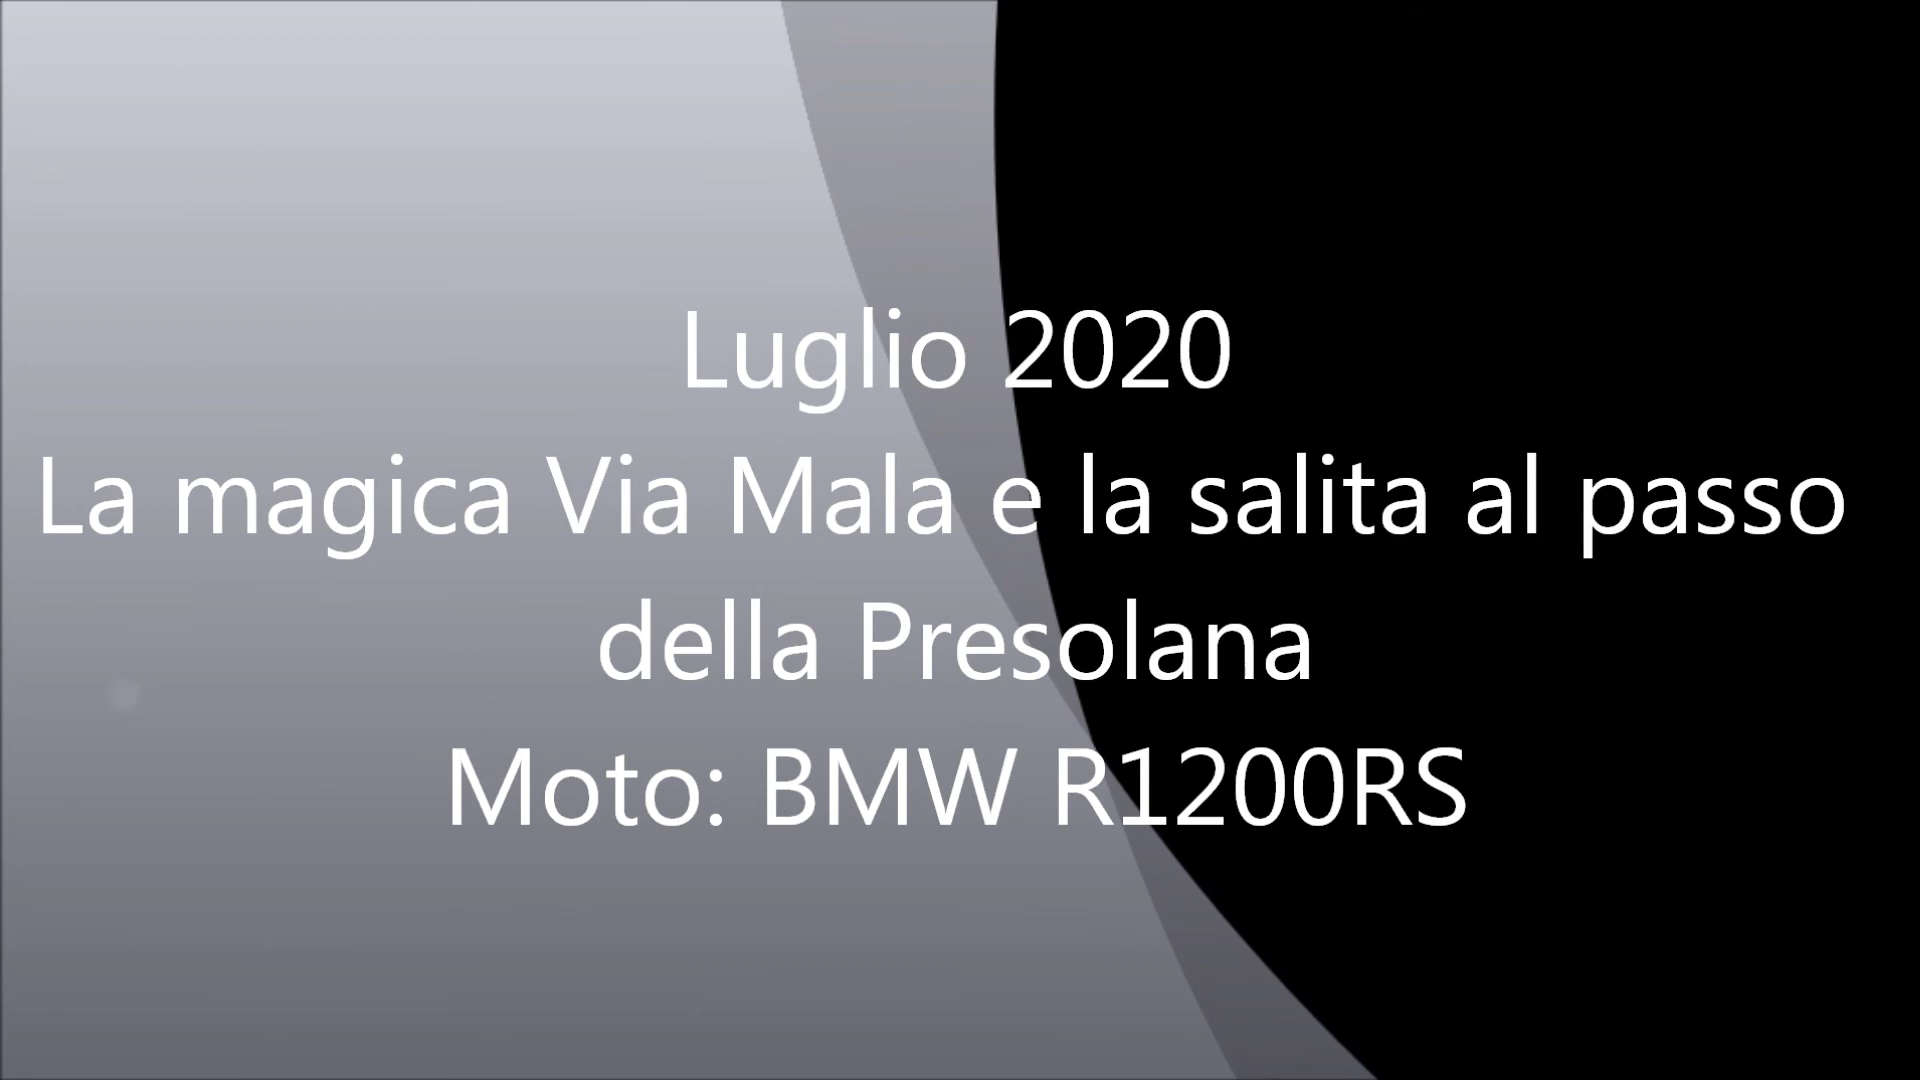 Luglio 2020
La magica Via Mala e la salita al passo
della Presolana
Moto: BMW R1200RS